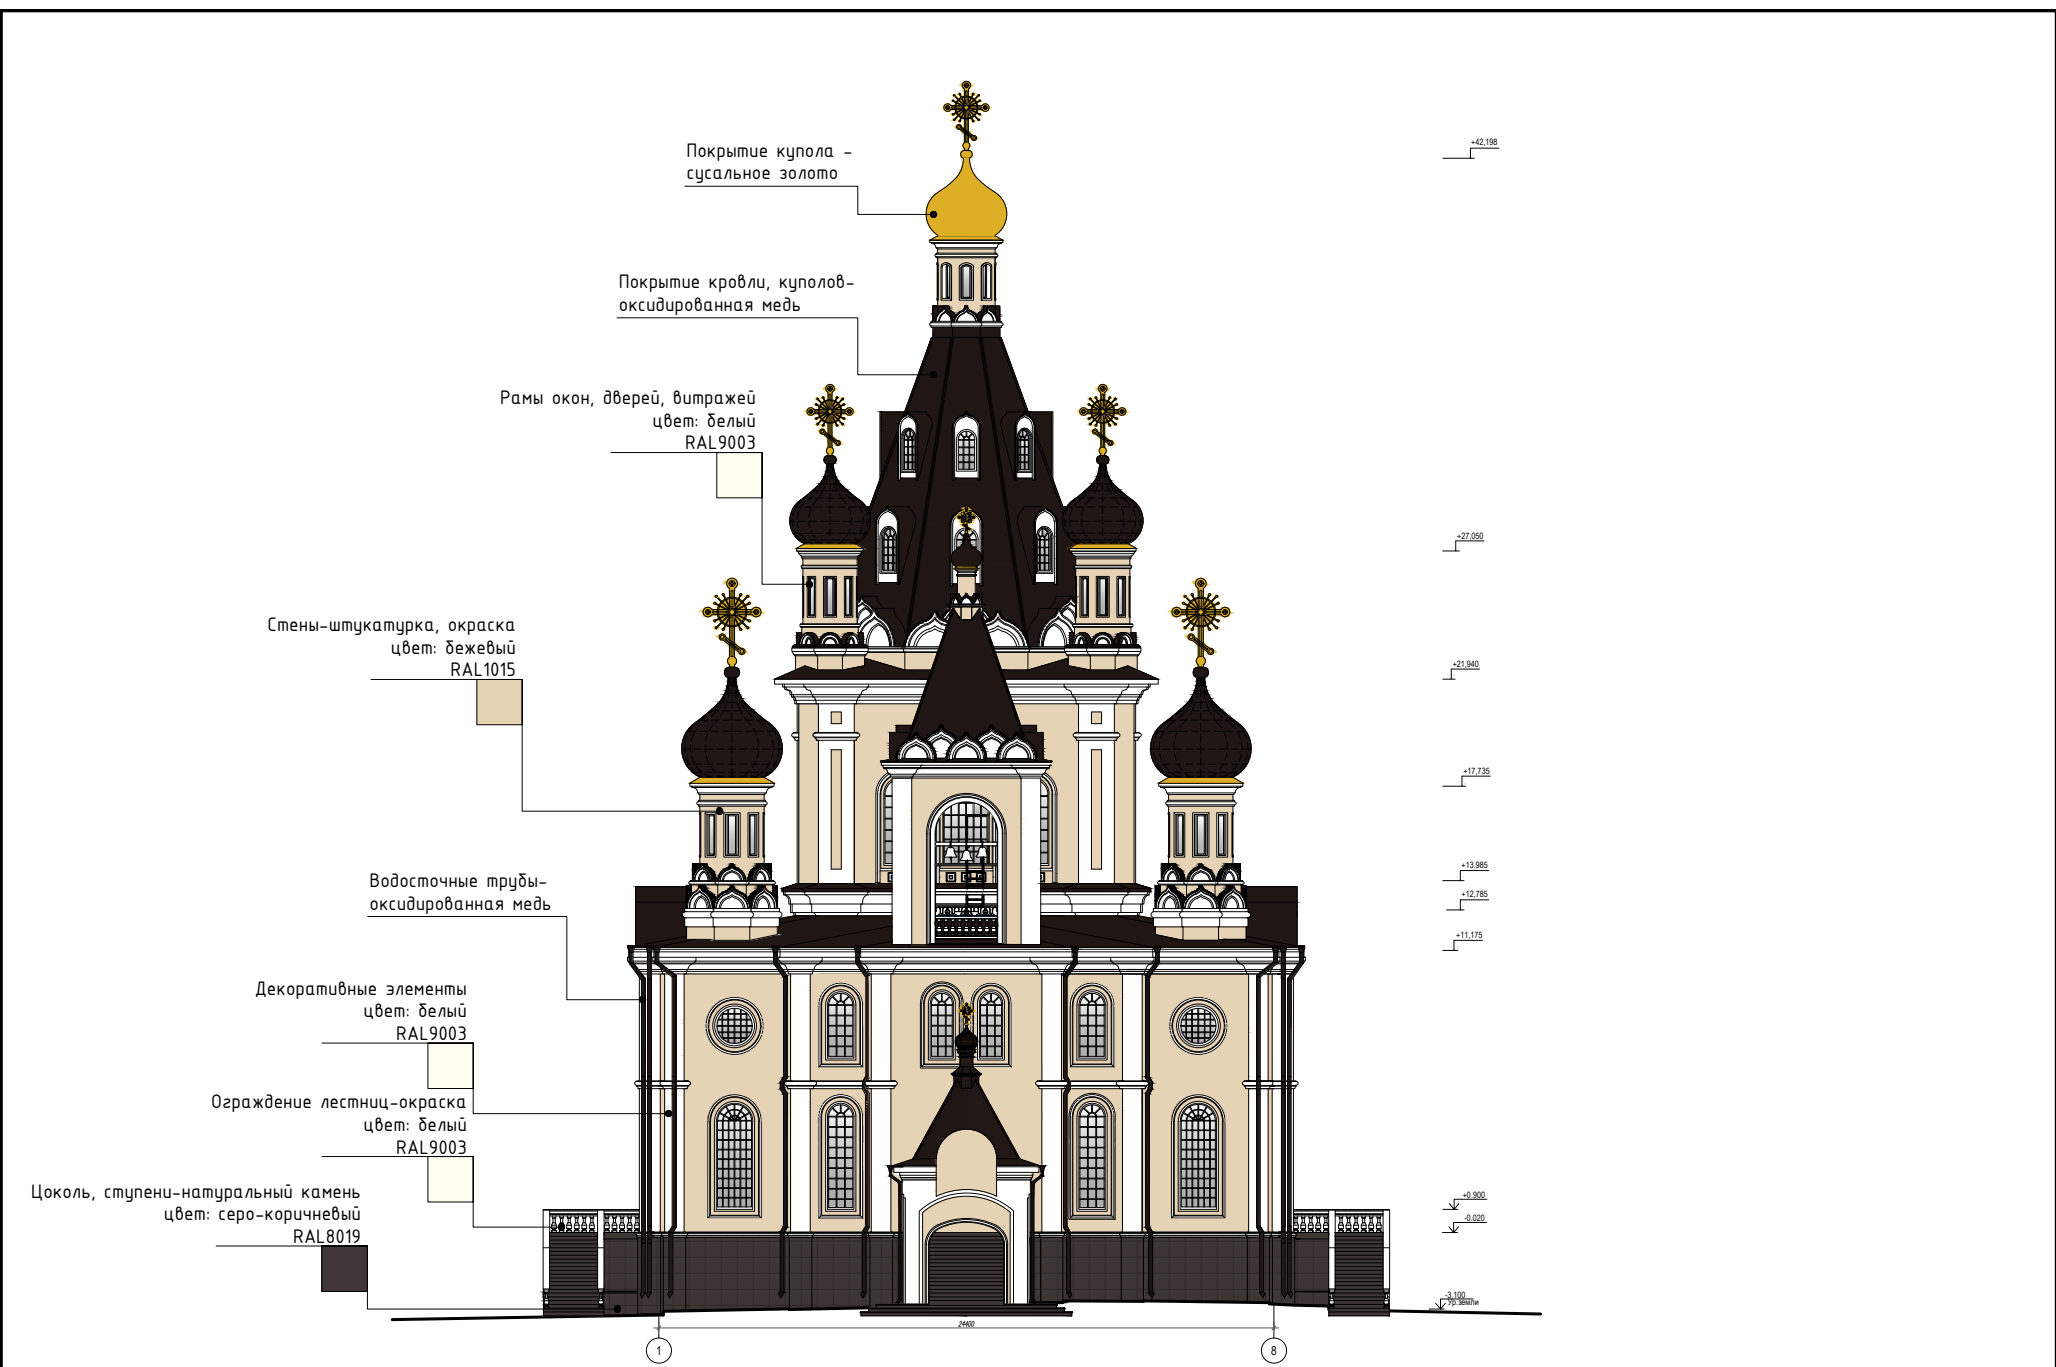 Покрытие купола -
сусальное золото
Покрытие кровли, куполов-
оксидированная медь
Рамы окон, дверей, витражей
цвет: белый
RAL9003
Стены-штукатурка, окраска
цвет: бежевый
RAL1015
Водосточные трубы-
оксидированная медь
Декоративные элементы
цвет: белый
RAL9003
Ограждение лестниц-окраска
цвет: белый
RAL9003
Цоколь, ступени-натуральный камень
цвет: серо-коричневый
RAL8019
+42,198
+27,050
+21,940
+17,735
+13,985
+12,785
+11,175
+0.900
-0.020
-3.100
Ур.земли
24400
1
8